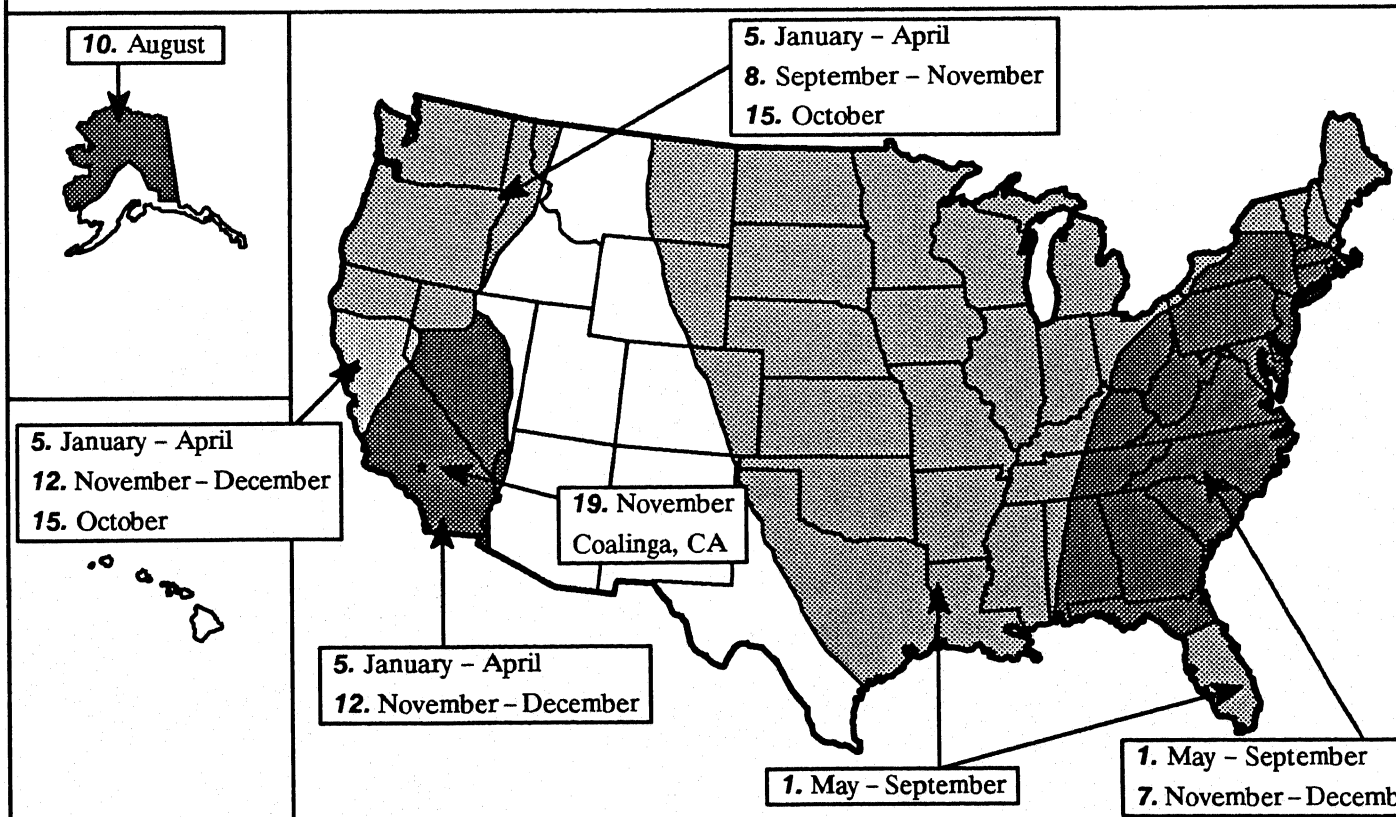 10. August
5. January – April
8. September – November
15. October
5. January – April
12. November – December
15. October
19. November
Coalinga, CA
5. January – April
12. November – December
1. May – September
1. May – September
7. November – Decemb